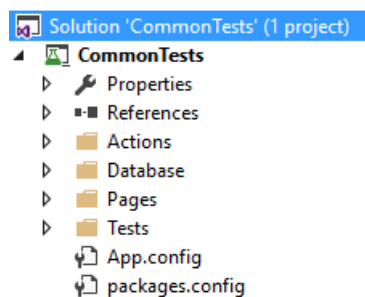 Solution 'CommonTests' (1 project)
CommonTests
Properties
References
Actions
Database
Pages
Tests
App.config
packages.config